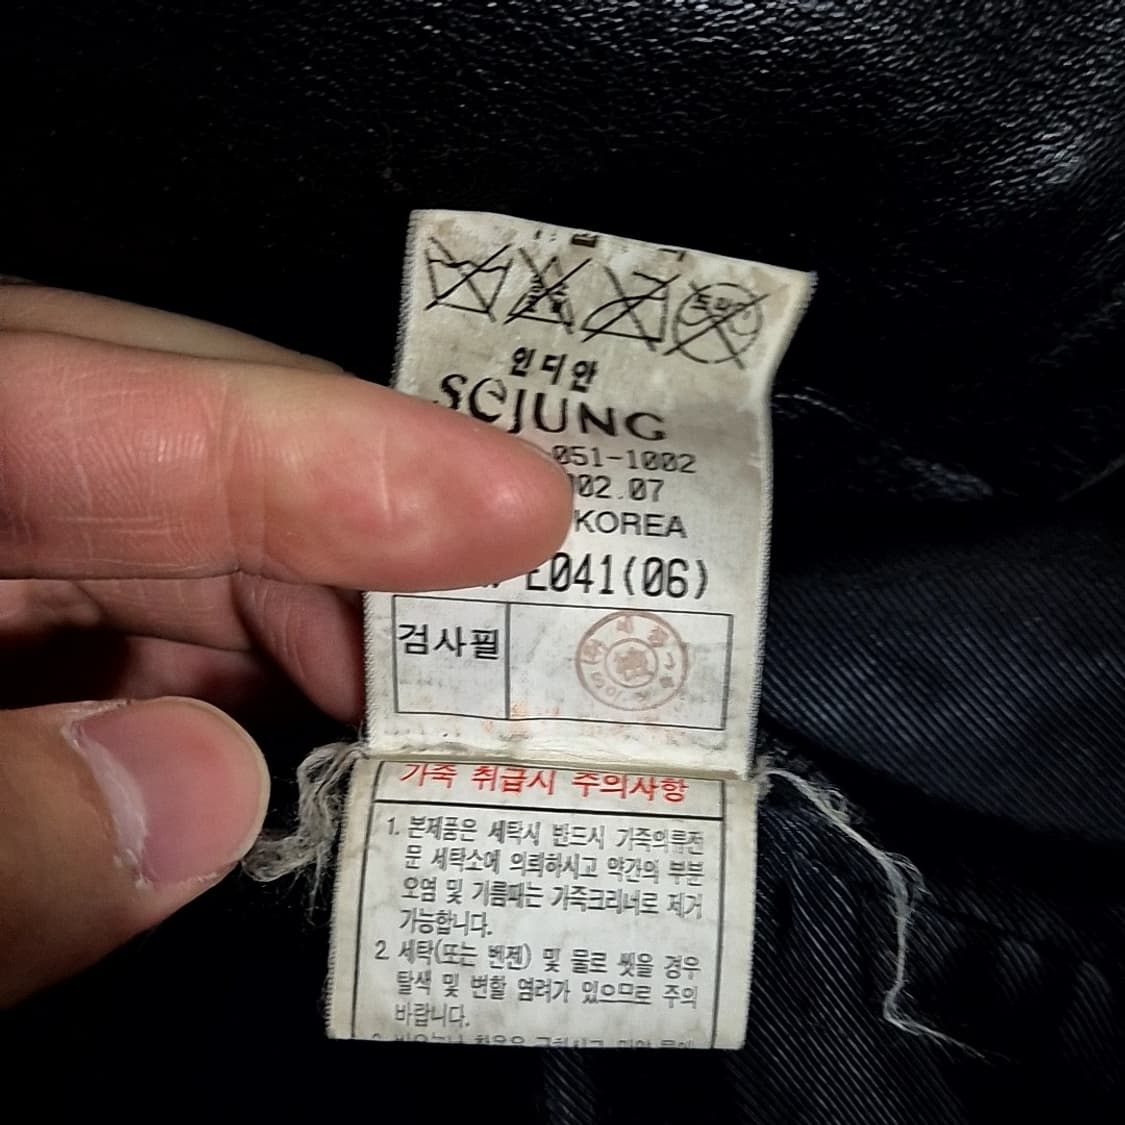 인디안
SEJUNG
051-1002
002.07
KOREA
E041(06)
검사필
가죽 취급시 주의사항
1. 본제품은 세탁시 반드시 가죽의류전
문 세탁소에 의뢰하시고 약간의 부분
오염 및 기름때는 가죽크리너로 제거
가능합니다.
2. 세탁(또는 벤젠) 및 물로 씻을 경우
탈색 및 변할 염려가 있으므로 주의
바랍니다.